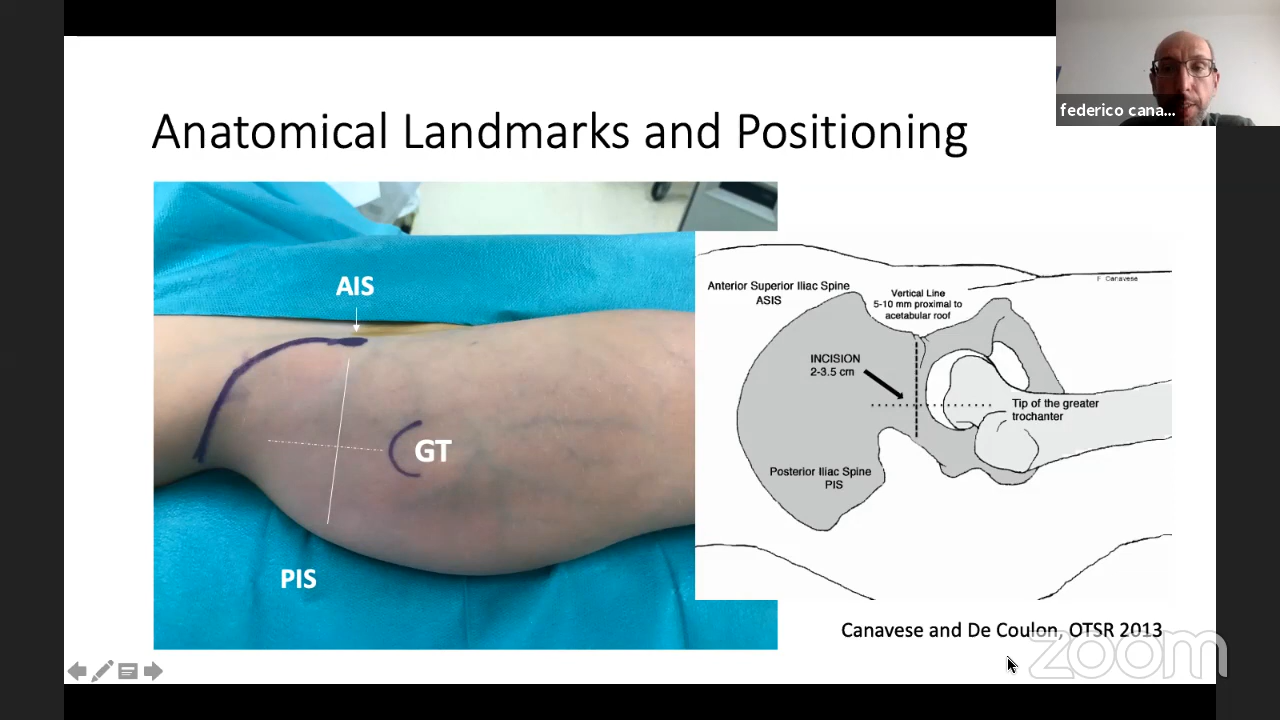 federico cana...
Anatomical Landmarks and Positioning
AIS
GT
PIS
F Canavese
Anterior Superior Iliac Spine
ASIS
Vertical Line
5-10 mm proximal to
acetabular roof
INCISION
2-3.5 cm
Tip of the greater
trochanter
Posterior Iliac Spine
PIS
Canavese and De Coulon, OTSR 2013
zoom